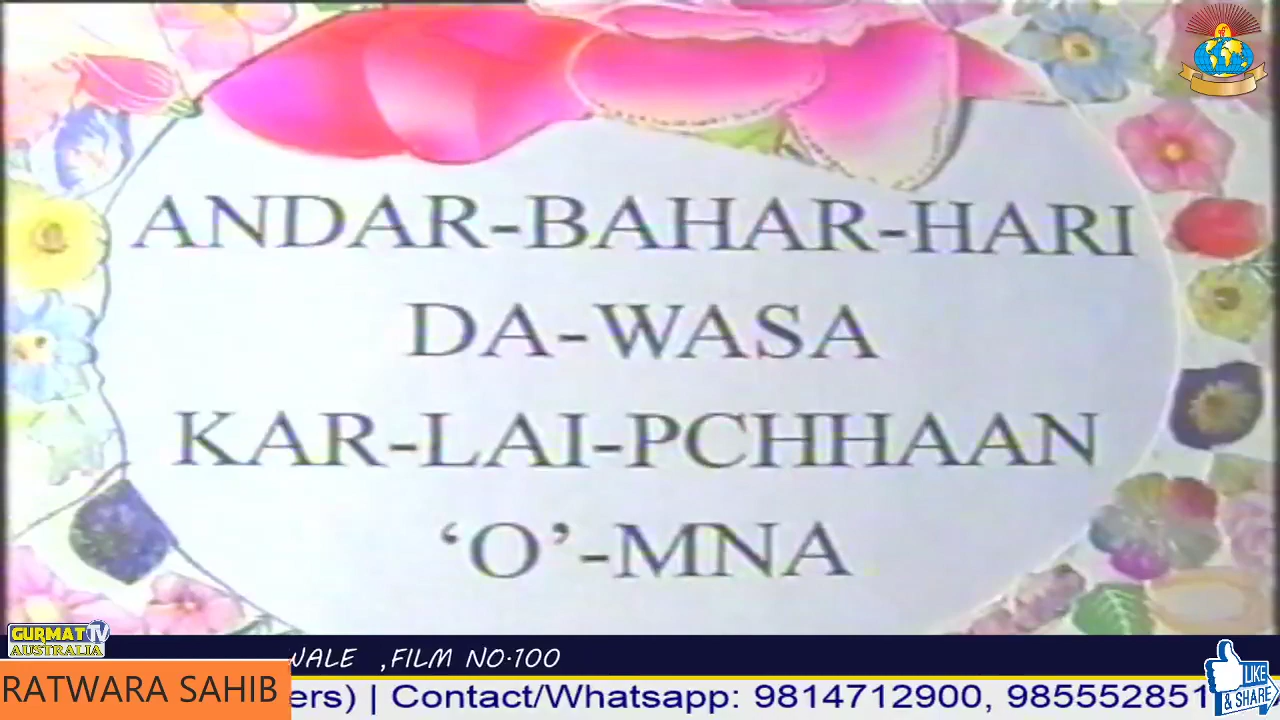 ANDAR-BAHAR-HARI
DA-WASA
KAR-LAI-PCHHAAN
‘O’-MNA
GURMAT TV
AUSTRALIA
WALE ,FILM NO.100
RATWARA SAHIB
ers) | Contact/Whatsapp: 9814712900, 985552851
LIKE
& SHARE